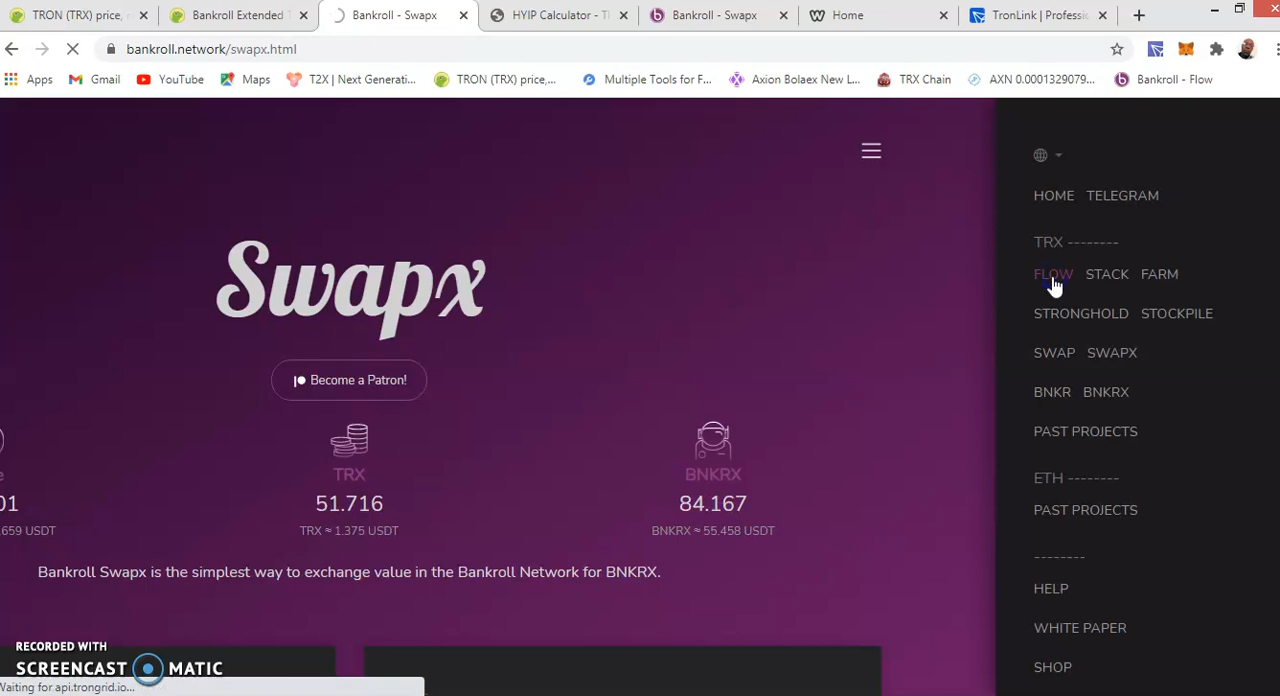 TRON (TRX) price,
Bankroll Extended T
Bankroll - Swapx
HYIP Calculator - Th
Bankroll - Swapx
Home
TronLink | Profession
bankroll.network/swapx.html
Apps
Gmail
YouTube
Maps
T2X | Next Generati...
TRON (TRX) price,...
Multiple Tools for F...
Axion Bolaex New L...
TRX Chain
AXN 0.0001329079...
Bankroll - Flow
HOME TELEGRAM
TRX --------
FLOW STACK FARM
STRONGHOLD STOCKPILE
SWAP SWAPX
BNKR BNKRX
PAST PROJECTS
ETH --------
PAST PROJECTS
--------
HELP
WHITE PAPER
SHOP
Swapx
Become a Patron!
TRX
BNKRX
01
51.716
84.167
.659 USDT
TRX ≈ 1.375 USDT
BNKRX ≈ 55.458 USDT
Bankroll Swapx is the simplest way to exchange value in the Bankroll Network for BNKRX.
RECORDED WITH
SCREENCAST MATIC
Waiting for api.trongrid.io...